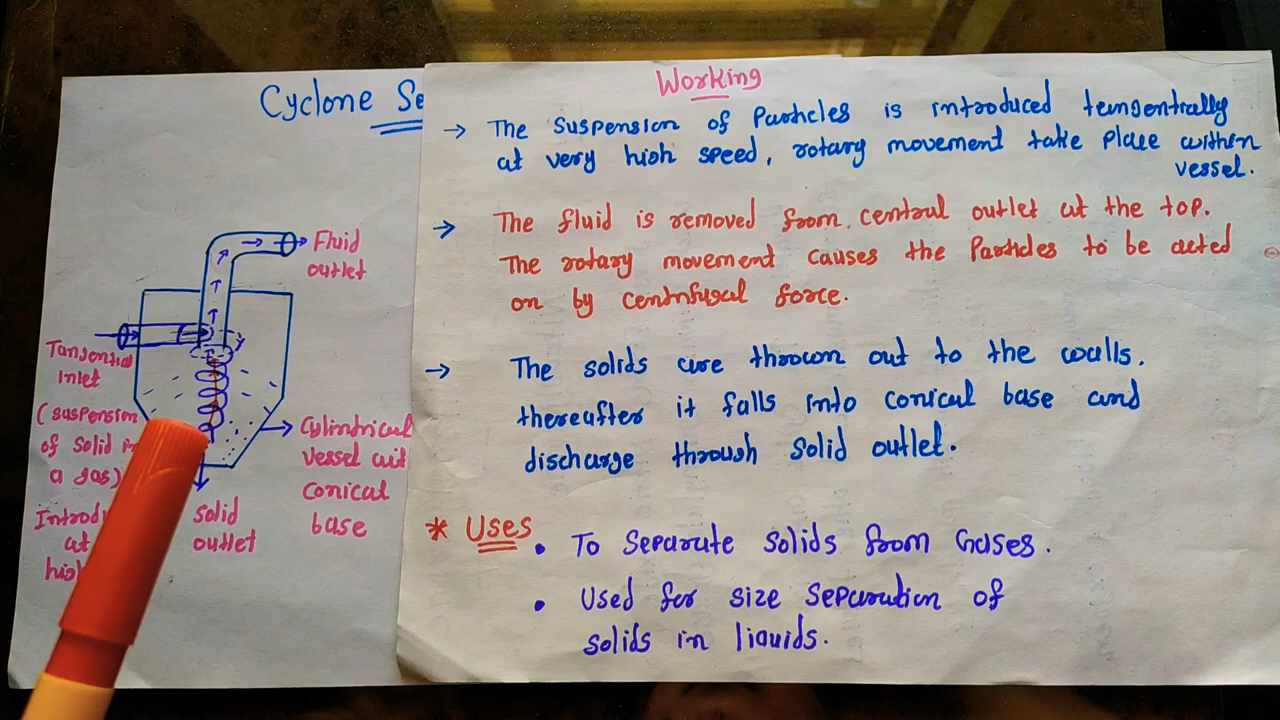 Cyclone Se
Fluid
outlet
Tangential
inlet
(suspension
of solid in
a gas)
Introd
at
hig
Solid
outlet
Cylindrical
vessel wit
conical
base
Working
→ The suspension of Particles is introduced tengentrally
at very high speed, rotary movement take place within
vessel.
→ The fluid is removed from central outlet at the top.
The rotary movement causes the Particles to be acted
on by centrifugal force.
→ The solids are thrown out to the walls.
thereafter it falls into conical base and
discharge through solid outlet.
* Uses
• To separate solids from Gases.
• Used for size separation of
solids in liquids.